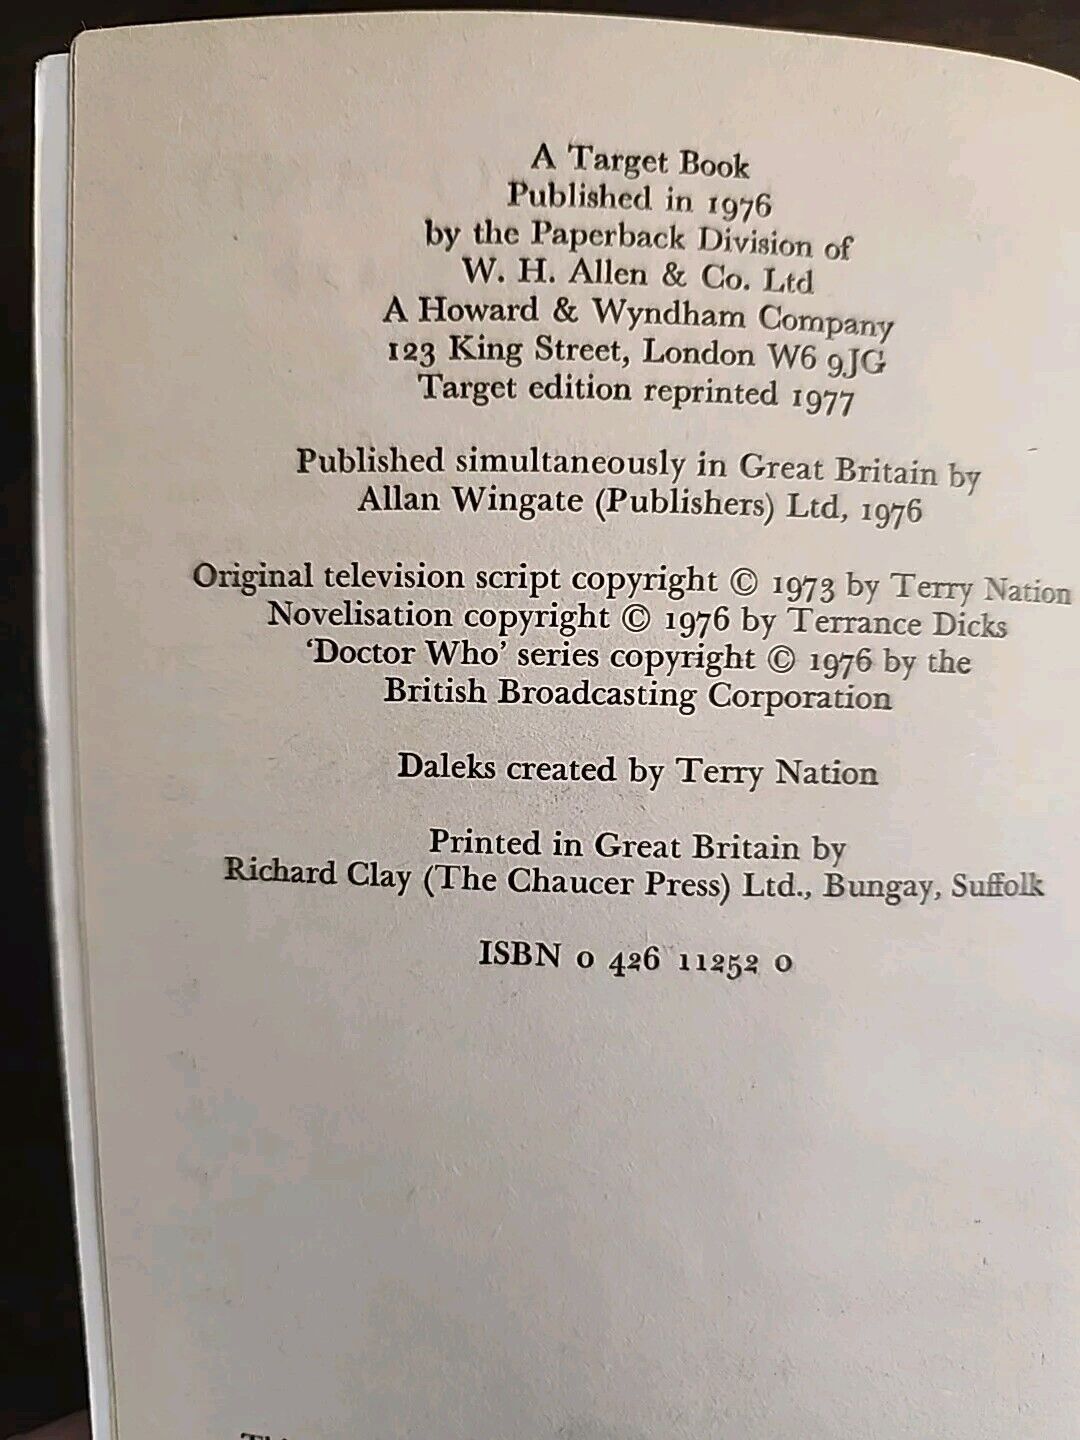 A Target Book
Published in 1976
by the Paperback Division of
W. H. Allen & Co. Ltd
A Howard & Wyndham Company
123 King Street, London W6 9JG
Target edition reprinted 1977
Published simultaneously in Great Britain by
Allan Wingate (Publishers) Ltd, 1976
Original television script copyright © 1973 by Terry Nation
Novelisation copyright © 1976 by Terrance Dicks
‘Doctor Who’ series copyright © 1976 by the
British Broadcasting Corporation
Daleks created by Terry Nation
Printed in Great Britain by
Richard Clay (The Chaucer Press) Ltd., Bungay, Suffolk
ISBN 0 426 11252 0